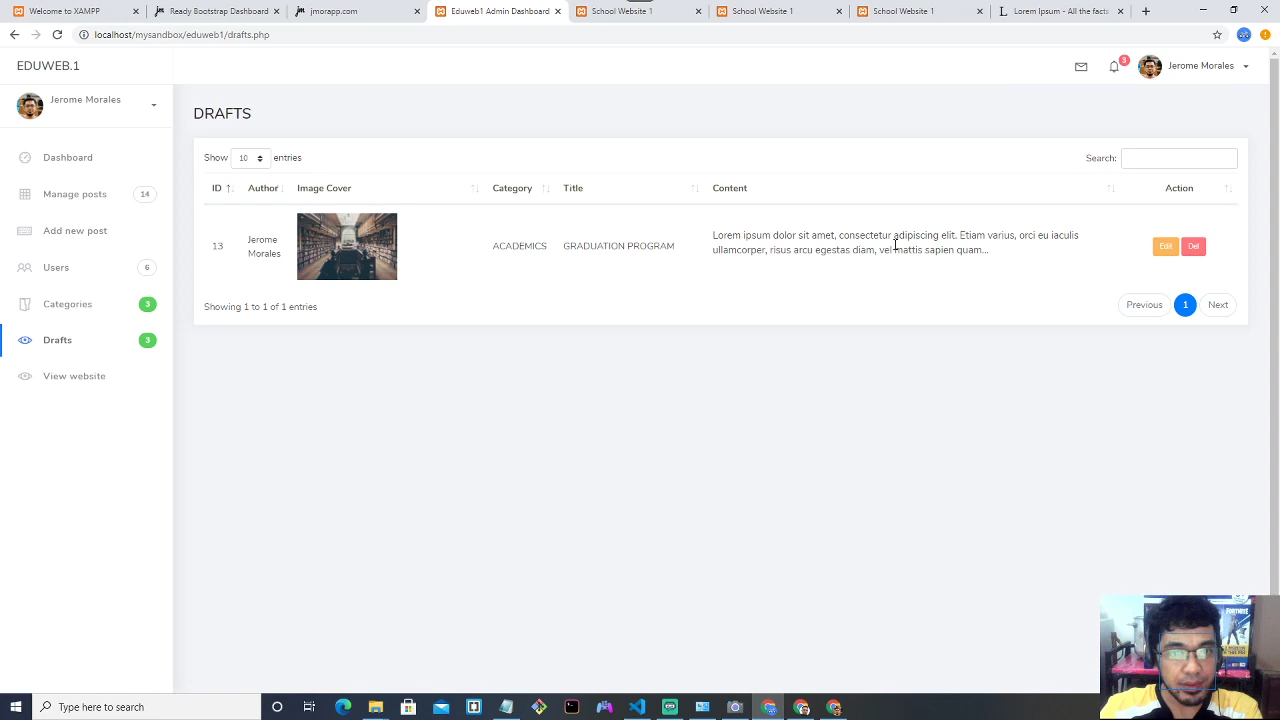 Welcome to XAMPP
Ready Bootstrap Dashboard
jmorapp.com
Eduweb1 Admin Dashboard
School Website 1
School Website 1
School Website 1
Lorem Ipsum - All the facts
localhost/mysandbox/eduweb1/drafts.php
EDUWEB.1
3
Jerome Morales
Jerome Morales
DRAFTS
Dashboard
Manage posts 14
Add new post
Users 6
Categories 3
Drafts 3
View website
Show 10 entries
Search:
ID Author Image Cover Category Title Content Action
13 Jerome Morales ACADEMICS GRADUATION PROGRAM
Lorem ipsum dolor sit amet, consectetur adipiscing elit. Etiam varius, orci eu iaculis
ullamcorper, risus arcu egestas diam, vel mattis sapien quam...
Edit Del
Showing 1 to 1 of 1 entries
Previous 1 Next
FORTNITE
Type here to search